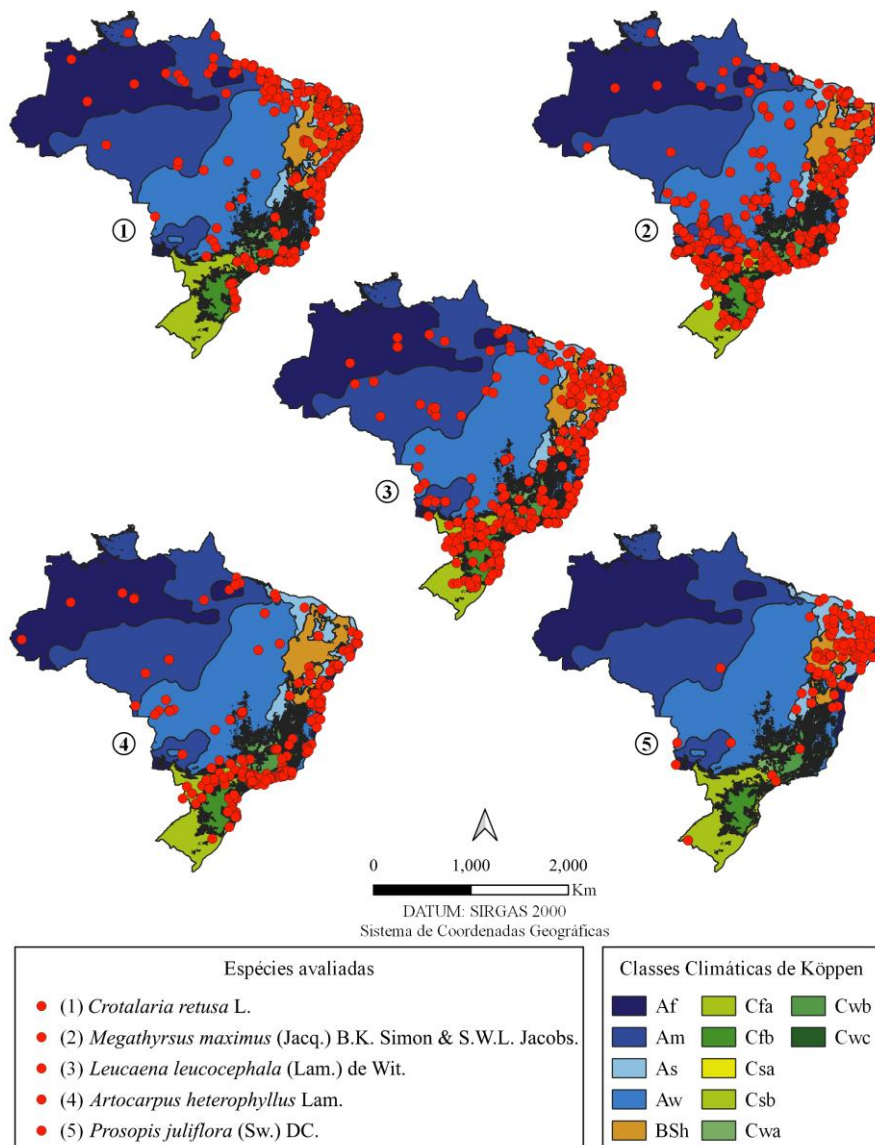 ①
②
③
④
⑤
0 1,000 2,000
Km
DATUM: SIRGAS 2000
Sistema de Coordenadas Geográficas
Espécies avaliadas
(1) Crotalaria retusa L.
(2) Megathyrsus maximus (Jacq.) B.K. Simon & S.W.L. Jacobs.
(3) Leucaena leucocephala (Lam.) de Wit.
(4) Artocarpus heterophyllus Lam.
(5) Prosopis juliflora (Sw.) DC.
Classes Climáticas de Köppen
Af Cfa Cwb
Am Cfb Cwc
As Csa
Aw Csb
BSh Cwa